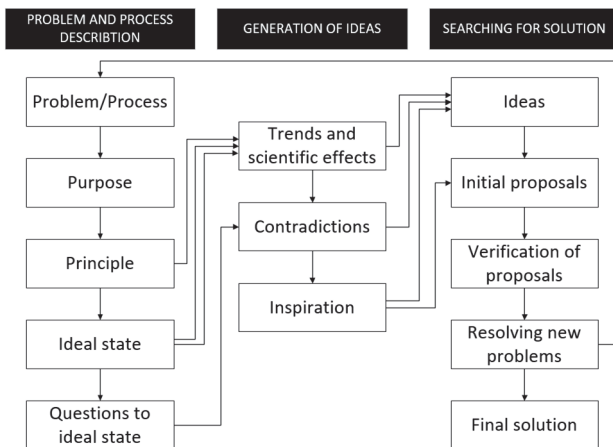 PROBLEM AND PROCESS
DESCRIBTION
GENERATION OF IDEAS
SEARCHING FOR SOLUTION
Problem/Process
Purpose
Principle
Ideal state
Questions to
ideal state
Trends and
scientific effects
Contradictions
Inspiration
Ideas
Initial proposals
Verification of
proposals
Resolving new
problems
Final solution